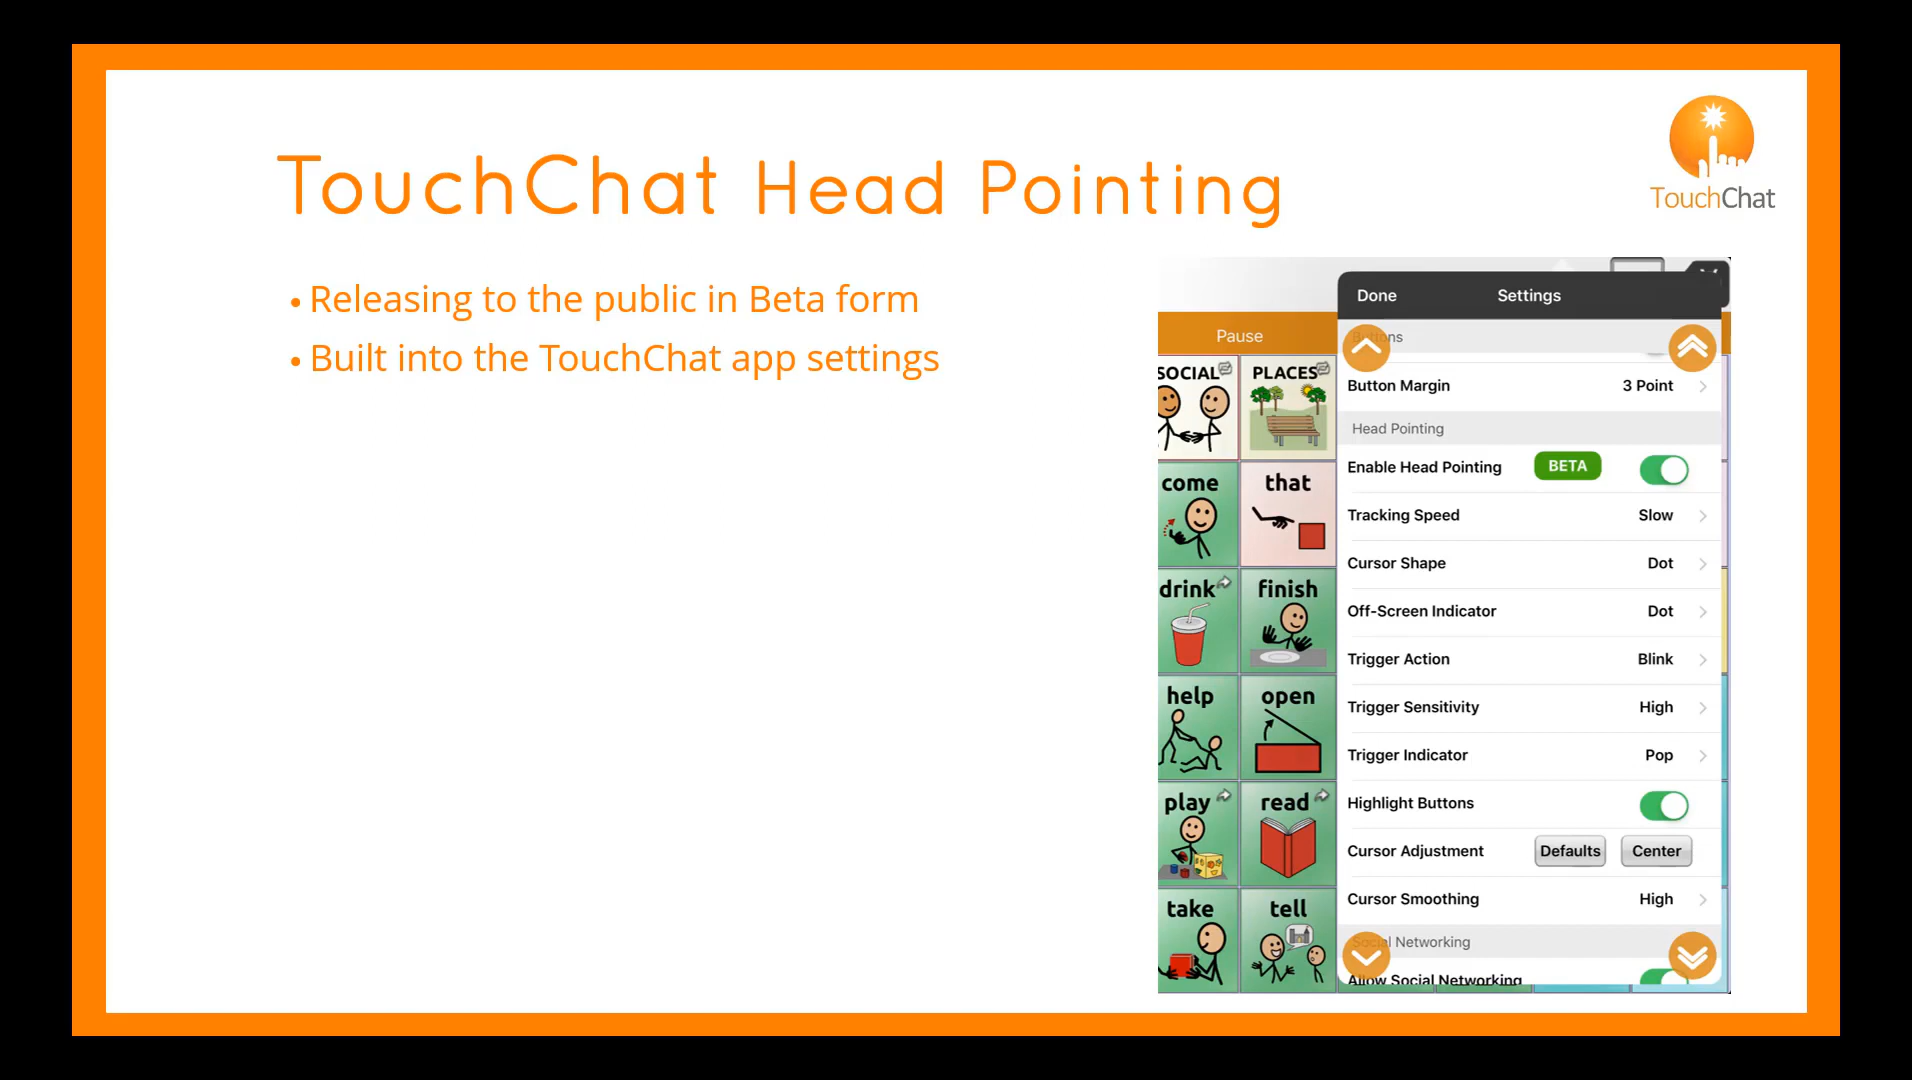 TouchChat Head Pointing
TouchChat
• Releasing to the public in Beta form
• Built into the TouchChat app settings
Done Settings
Pause
Buttons
SOCIAL PLACES
Button Margin 3 Point
Head Pointing
Enable Head Pointing BETA
come that
Tracking Speed Slow
Cursor Shape Dot
drink finish
Off-Screen Indicator Dot
Trigger Action Blink
help open
Trigger Sensitivity High
Trigger Indicator Pop
play read
Highlight Buttons
Cursor Adjustment Defaults Center
Cursor Smoothing High
take tell
Social Networking
Allow Social Networking